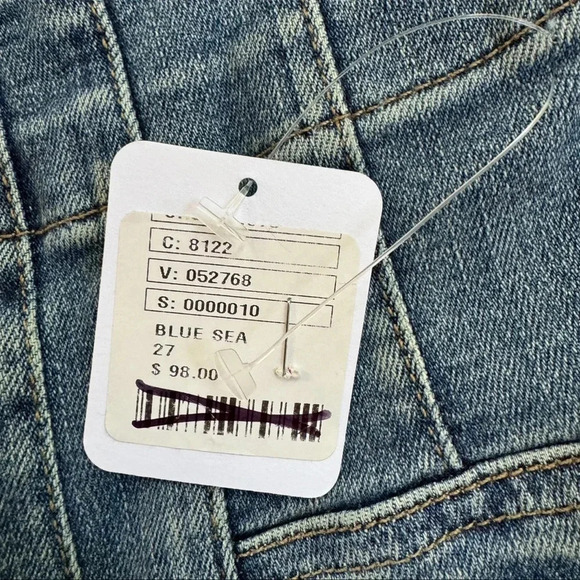 C: 8122
V: 052768
S: 0000010
BLUE SEA
27
$ 98.00